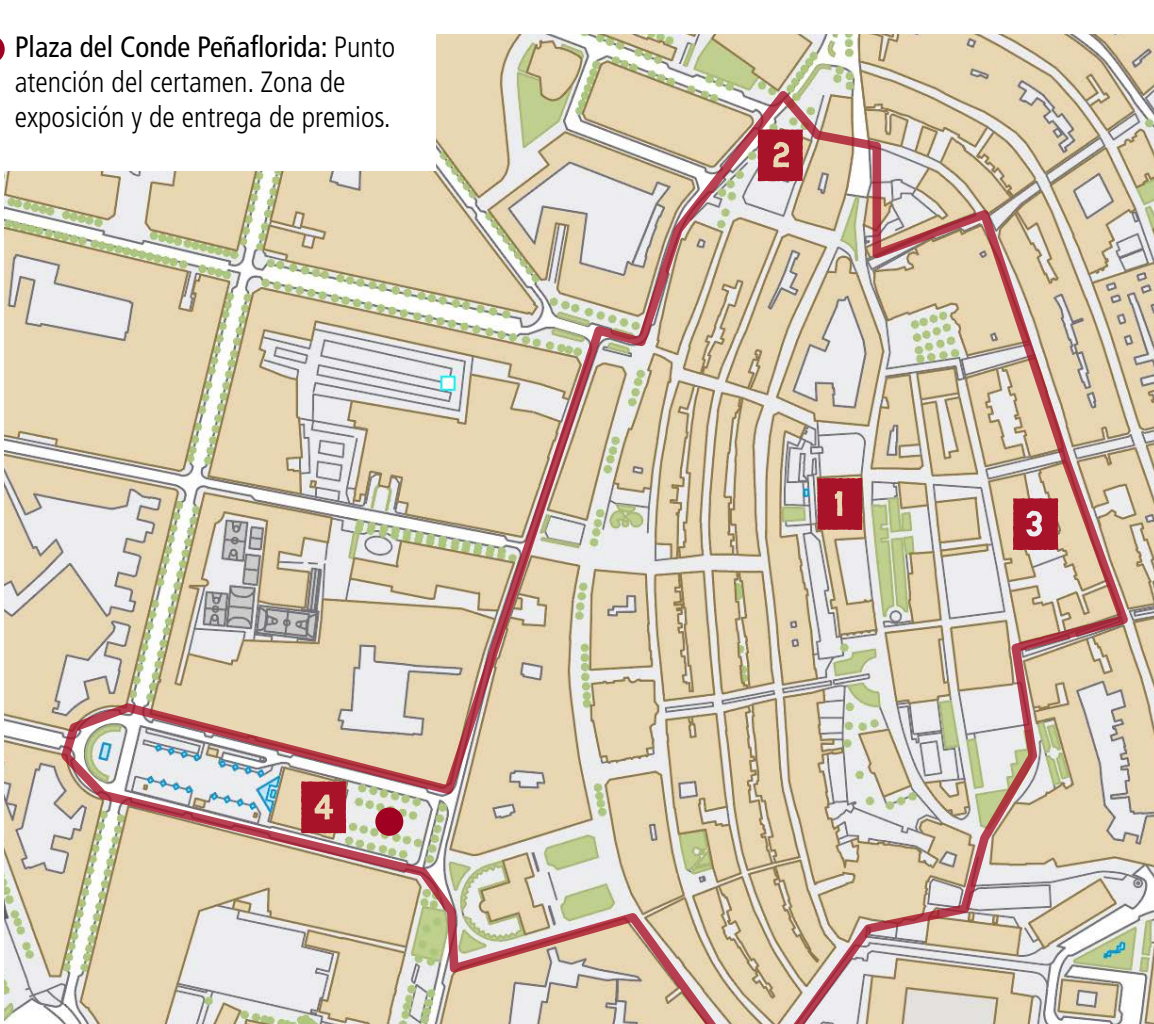 Plaza del Conde Peñaflorida: Punto
atención del certamen. Zona de
exposición y de entrega de premios.
2
1
3
4